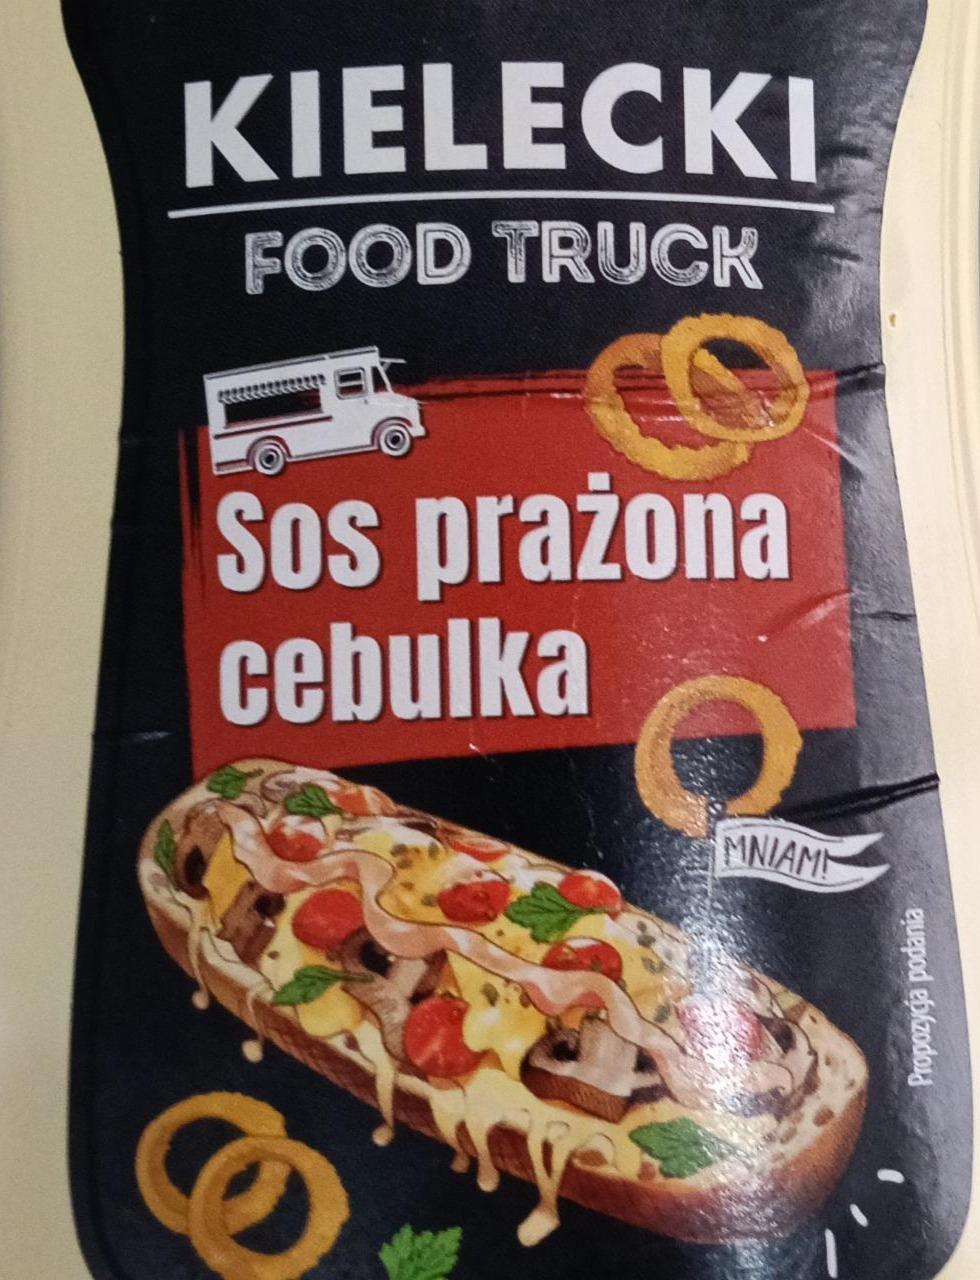 KIELECKI
FOOD TRUCK
Sos prażona
cebulka
MNIAM!
Propozycja podania